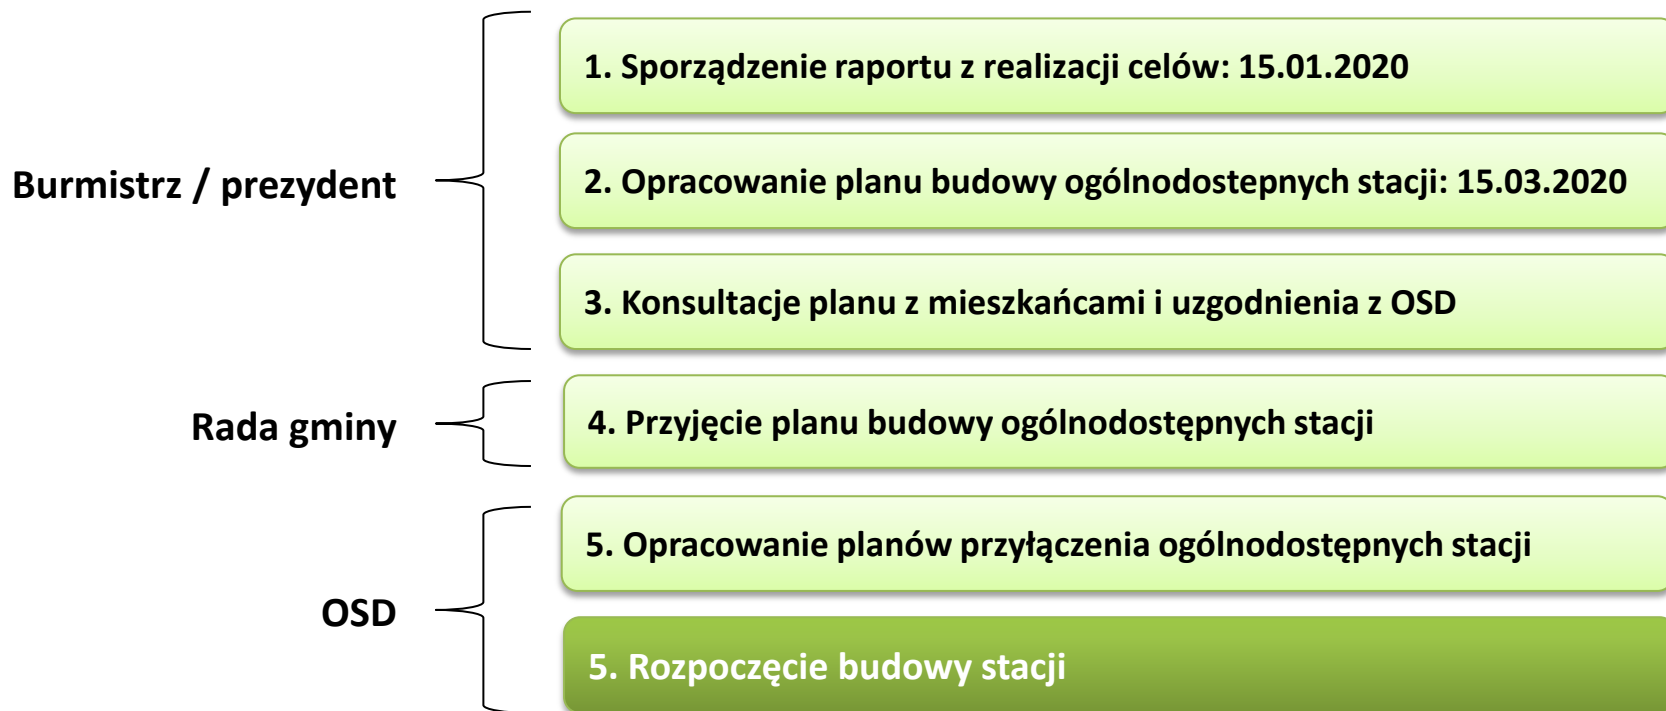 1. Sporządzenie raportu z realizacji celów: 15.01.2020
Burmistrz / prezydent
2. Opracowanie planu budowy ogólnodostepnych stacji: 15.03.2020
3. Konsultacje planu z mieszkańcami i uzgodnienia z OSD
Rada gminy
4. Przyjęcie planu budowy ogólnodostępnych stacji
OSD
5. Opracowanie planów przyłączenia ogólnodostępnych stacji
5. Rozpoczęcie budowy stacji